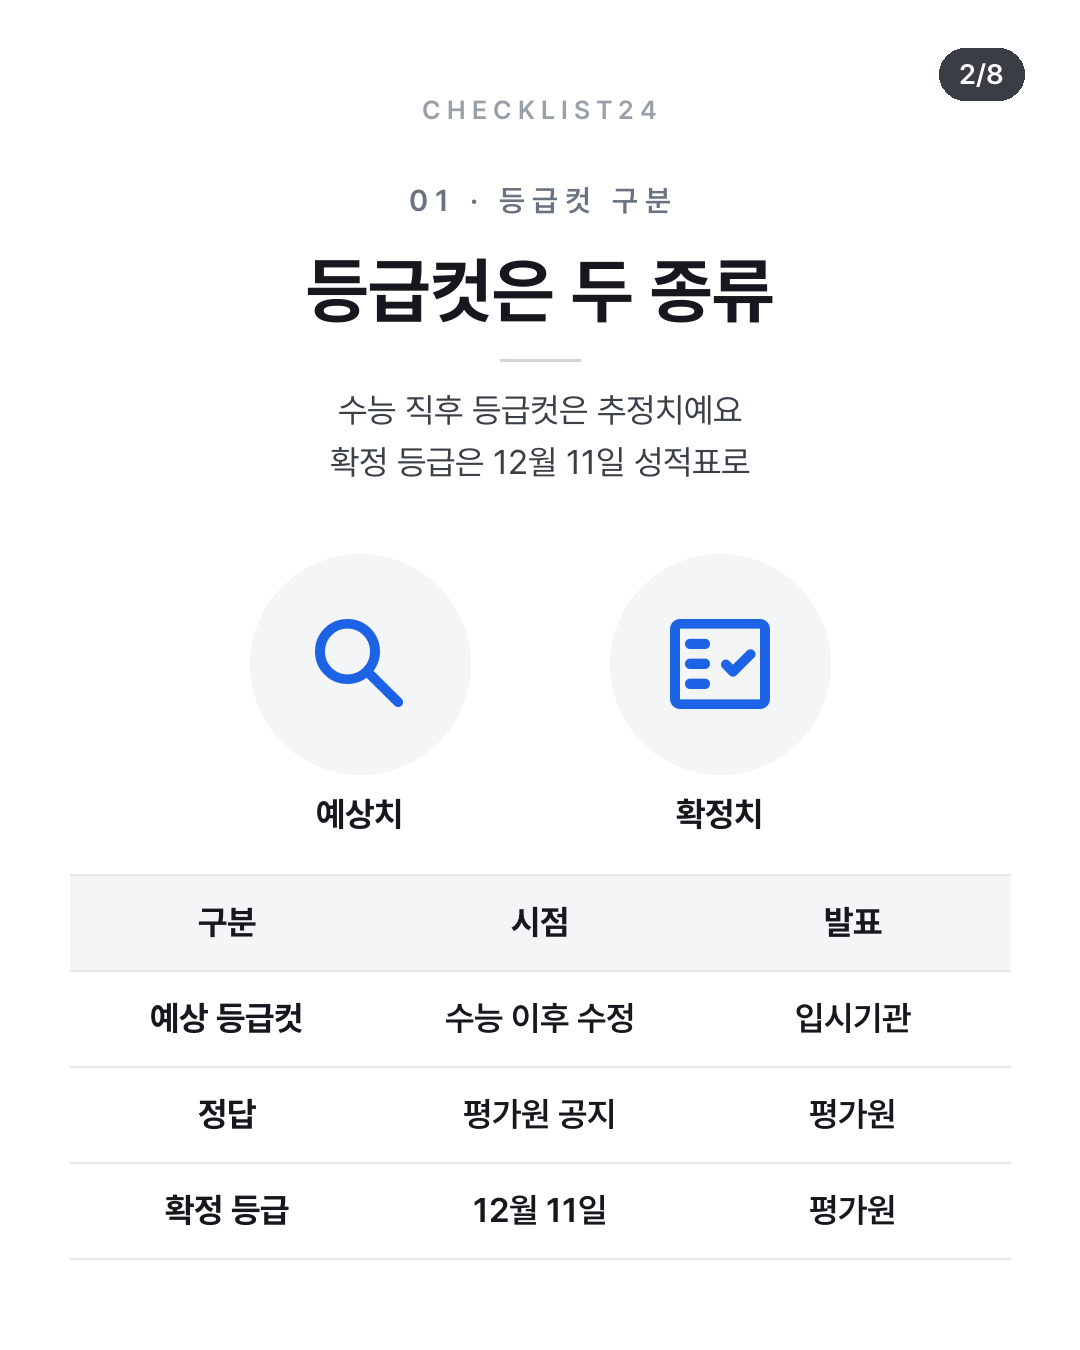 2/8
CHECKLIST24
01 · 등급컷 구분
등급컷은 두 종류
수능 직후 등급컷은 추정치예요
확정 등급은 12월 11일 성적표로
예상치 확정치
구분 시점 발표
예상 등급컷 수능 이후 수정 입시기관
정답 평가원 공지 평가원
확정 등급 12월 11일 평가원